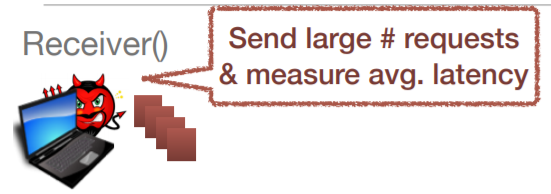 Receiver()
Send large # requests
& measure avg. latency